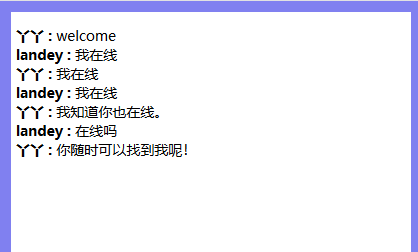 丫丫 : welcome
landey : 我在线
丫丫 : 我在线
landey : 我在线
丫丫 : 我知道你也在线。
landey : 在线吗
丫丫 : 你随时可以找到我呢！